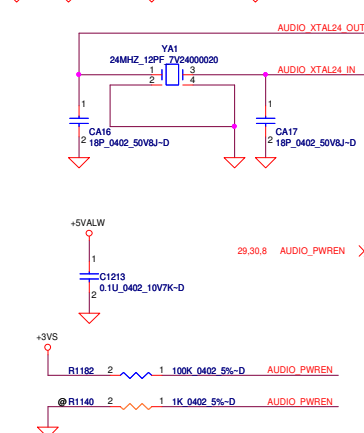 AUDIO_XTAL24_OUT
YA1
24MHZ_12PF_7V24000020
1 3
2 4
AUDIO_XTAL24_IN
1
1
CA16
CA17
2 18P_0402_50V8J~D
2 18P_0402_50V8J~D
+5VALW
29,30,8 AUDIO_PWREN
1
C1213
0.1U_0402_10V7K~D
2
+3VS
R1182 2 1 100K_0402_5%~D AUDIO_PWREN
@ R1140 2 1 1K_0402_5%~D AUDIO_PWREN